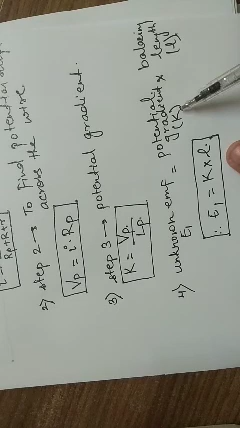 Rp+R+r
2) step 2 → To find potential
across the wire
Vp = i·Rp
3) step 3 → potential gradient.
K = Vp / Lp.
4) unknown emf = potential gradient × balancing length
E1 (K) (l)
∴ E1 = K × l.